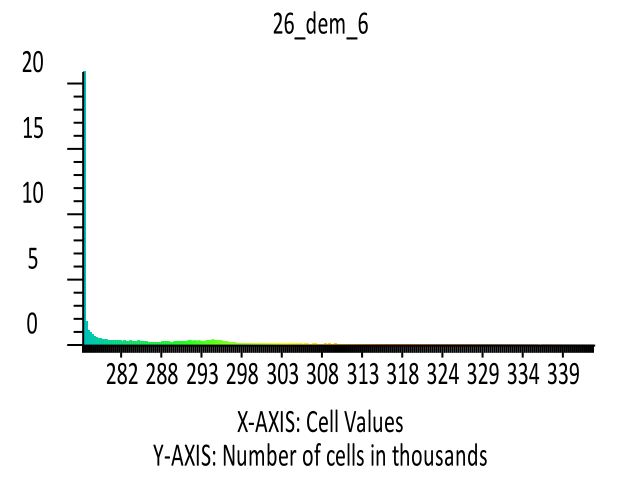 26_dem_6
20
15
10
5
0
282 288 293 298 303 308 313 318 324 329 334 339
X-AXIS: Cell Values
Y-AXIS: Number of cells in thousands